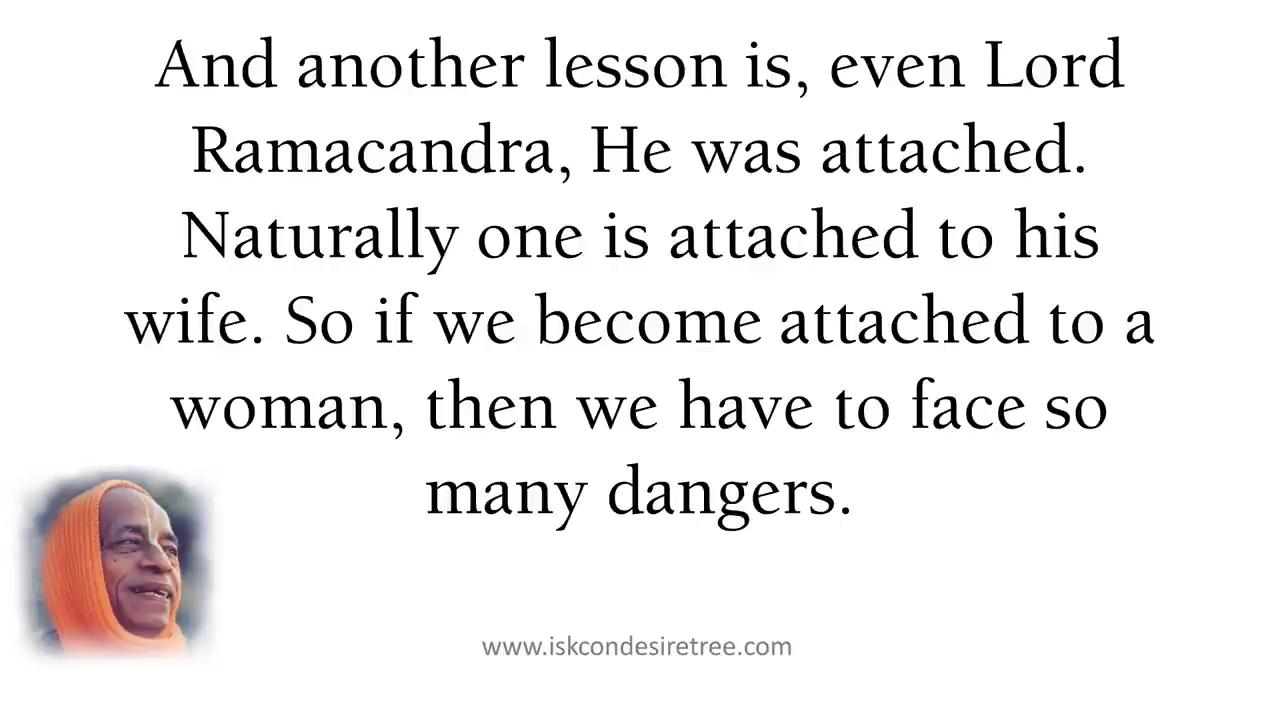 And another lesson is, even Lord
Ramacandra, He was attached.
Naturally one is attached to his
wife. So if we become attached to a
woman, then we have to face so
many dangers.
www.iskcondesiretree.com